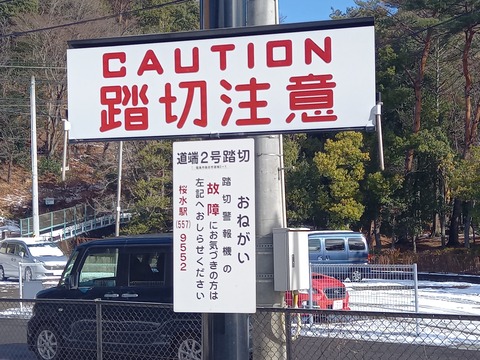 CAUTION
踏切注意
道端2号踏切
おねがい
踏切警報機の
故障にお気づきの方は
左記へおしらせください
桜水駅(557)9552